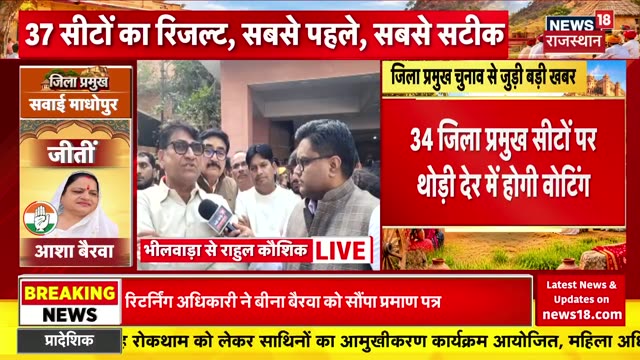 37 सीटों का रिजल्ट, सबसे पहले, सबसे सटीक
NEWS 18
राजस्थान
जिला प्रमुख
सवाई माधोपुर
जीतीं
आशा बैरवा
जिला प्रमुख चुनाव से जुड़ी बड़ी खबर
34 जिला प्रमुख सीटों पर
थोड़ी देर में होगी वोटिंग
भीलवाड़ा से राहुल कौशिक
LIVE
BREAKING
NEWS
रिटर्निंग अधिकारी ने बीना बैरवा को सौंपा प्रमाण पत्र
Latest News &
Updates on
news18.com
प्रादेशिक
ह रोकथाम को लेकर साथिनों का आमुखीकरण कार्यक्रम आयोजित, महिला अधि